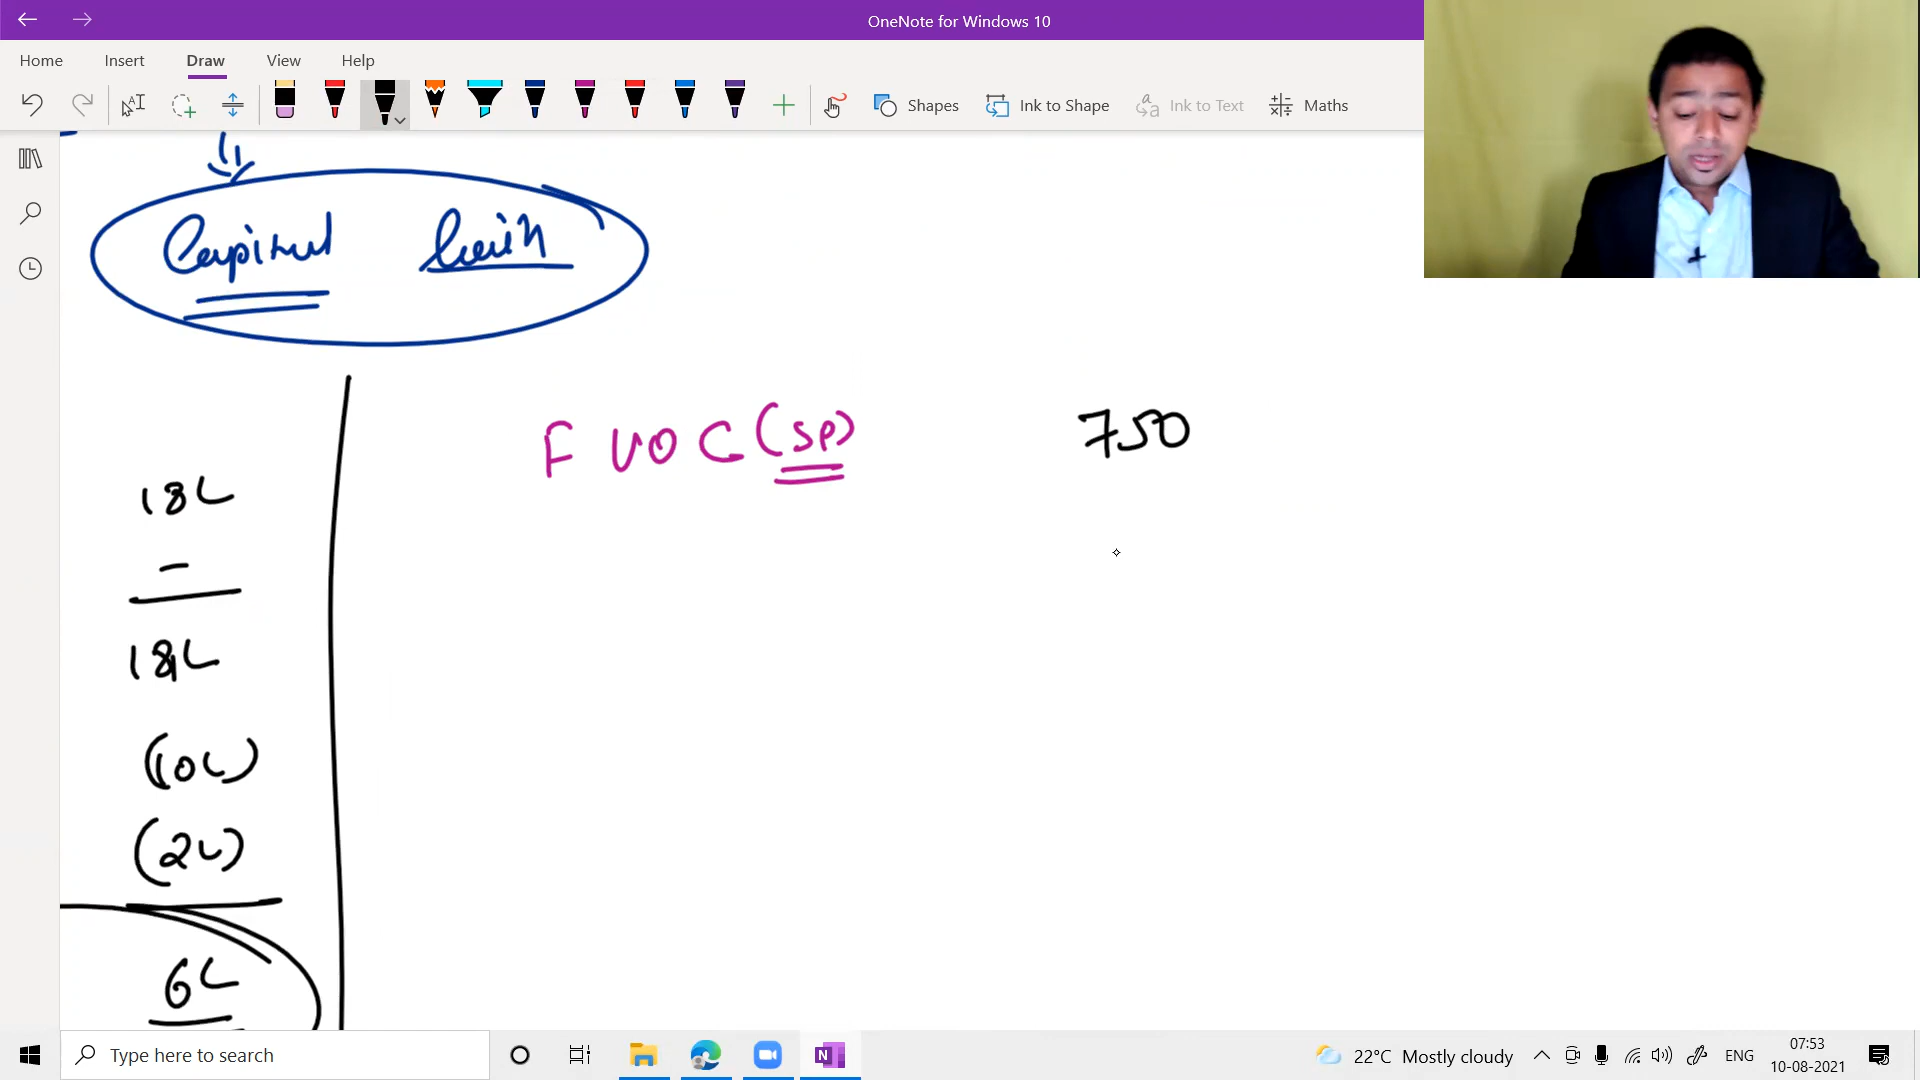 OneNote for Windows 10
Home Insert Draw View Help
Shapes Ink to Shape Ink to Text Maths
Capital Gain
F V O C (SP) 750
18L
-
18L
(10L)
(2L)
6L
Type here to search
22°C Mostly cloudy ENG 07:53
10-08-2021